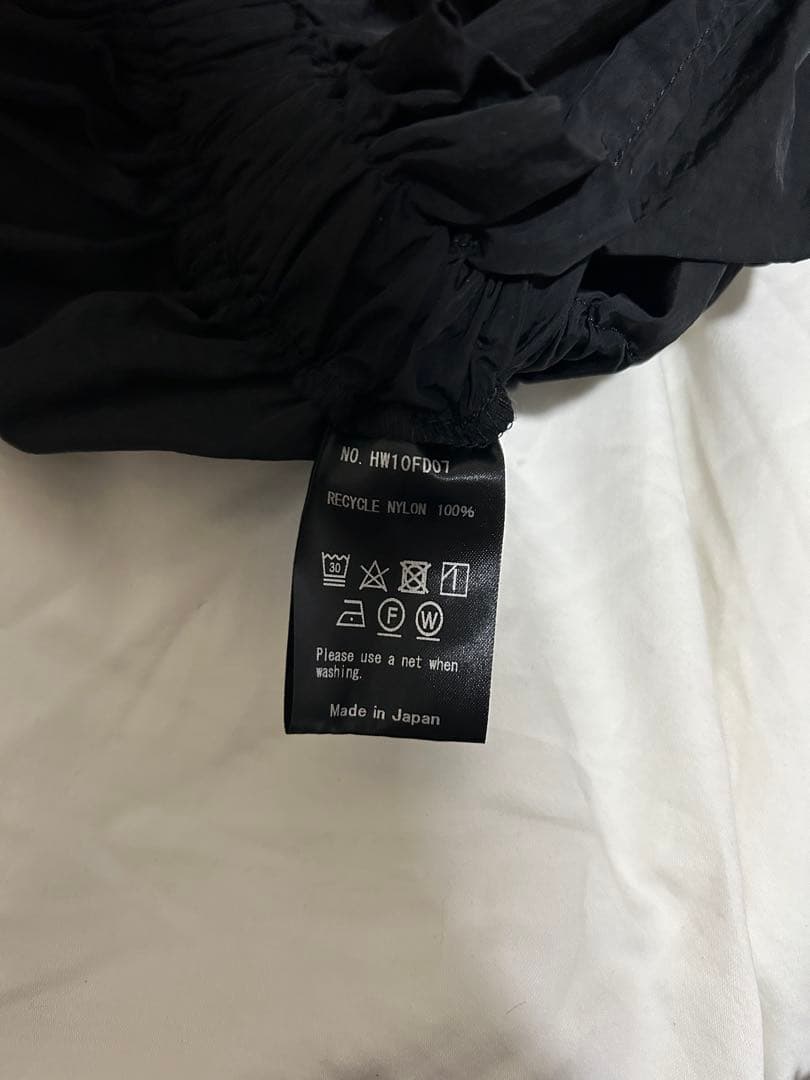 NO. HW10FD07
RECYCLE NYLON 100%
30
F W
Please use a net when
washing.
Made in Japan